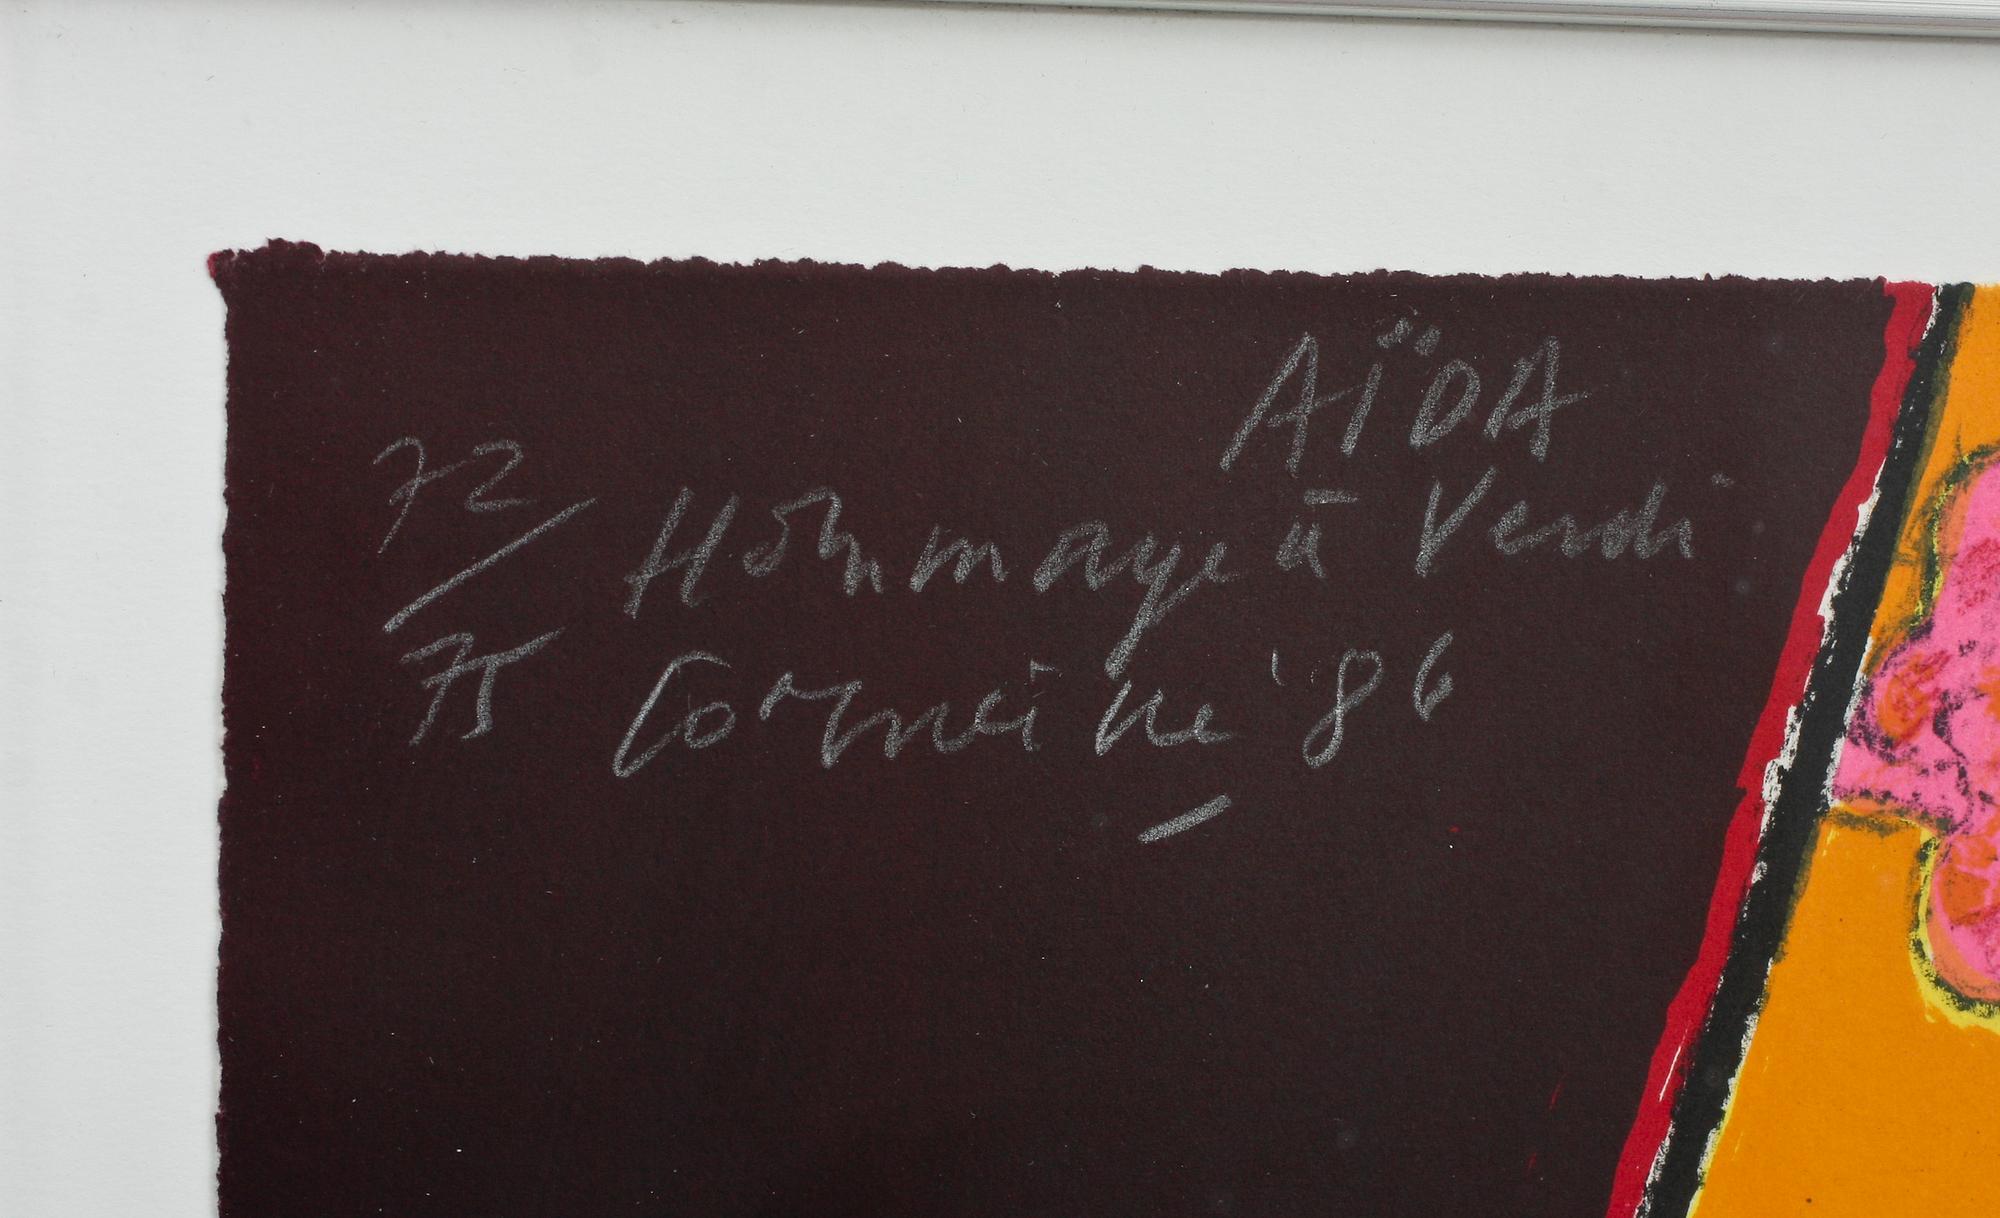 AÏDA
72/75
Hommage à Verdi
Corneille '86